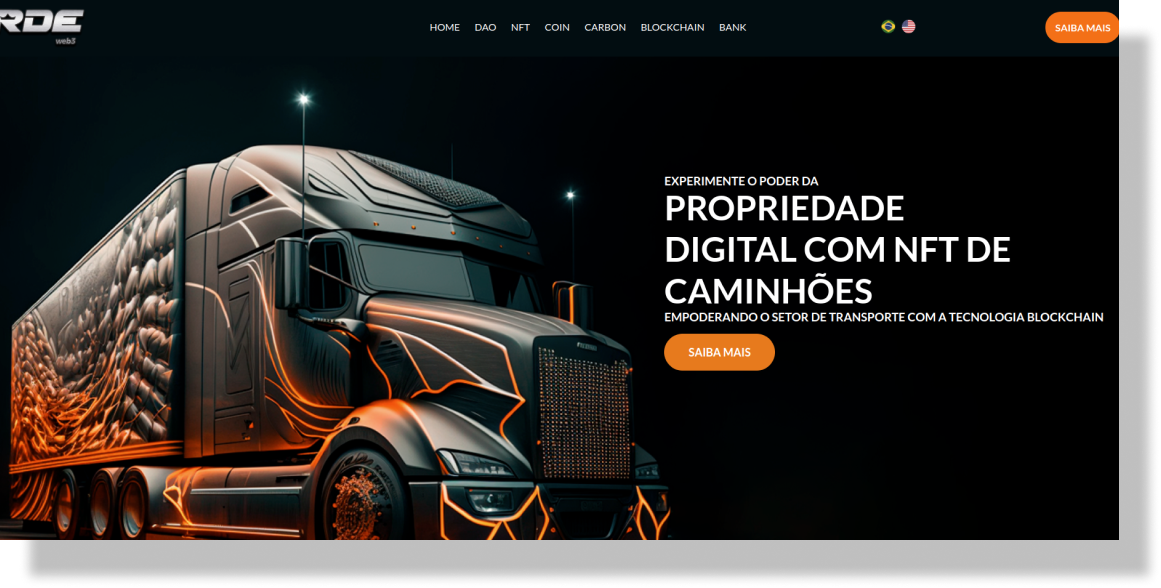 RDE
web3
HOME DAO NFT COIN CARBON BLOCKCHAIN BANK
SAIBA MAIS
EXPERIMENTE O PODER DA
PROPRIEDADE
DIGITAL COM NFT DE
CAMINHÕES
EMPODERANDO O SETOR DE TRANSPORTE COM A TECNOLOGIA BLOCKCHAIN
SAIBA MAIS